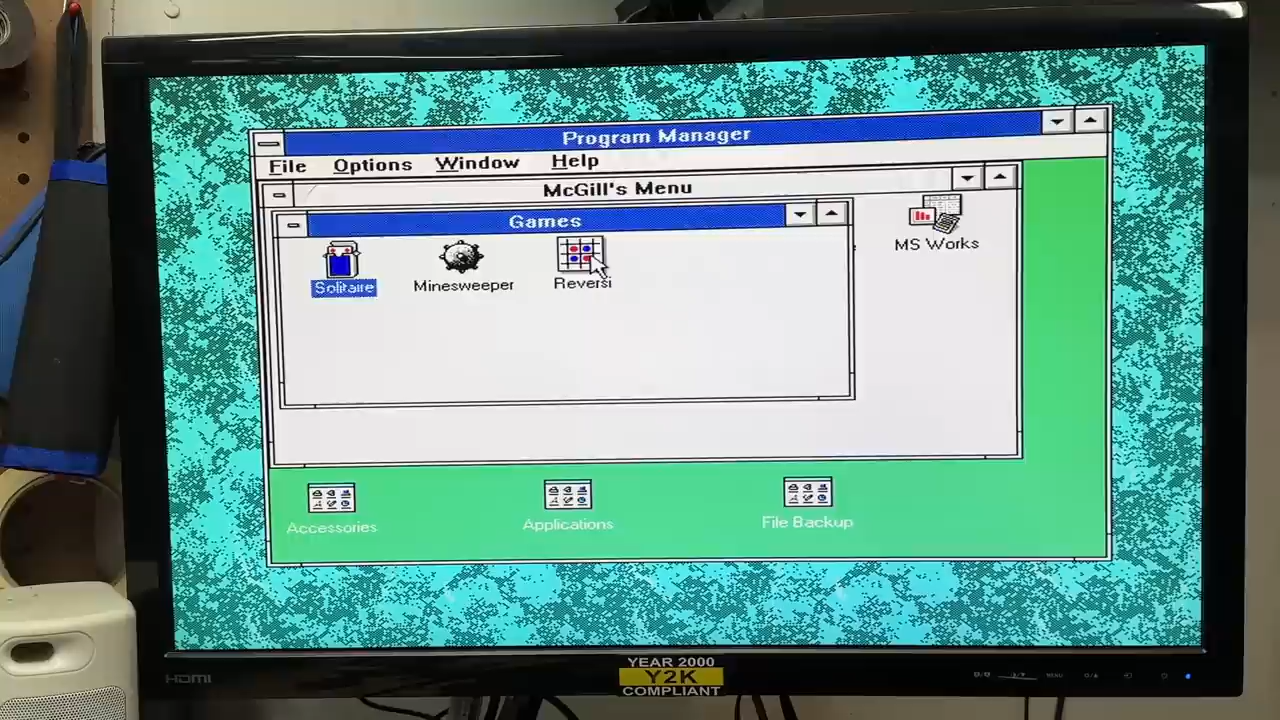 Program Manager
File Options Window Help
McGill's Menu
Games
MS Works
Solitaire Minesweeper Reversi
Accessories Applications File Backup
YEAR 2000
Y2K
COMPLIANT
HDMI
MENU